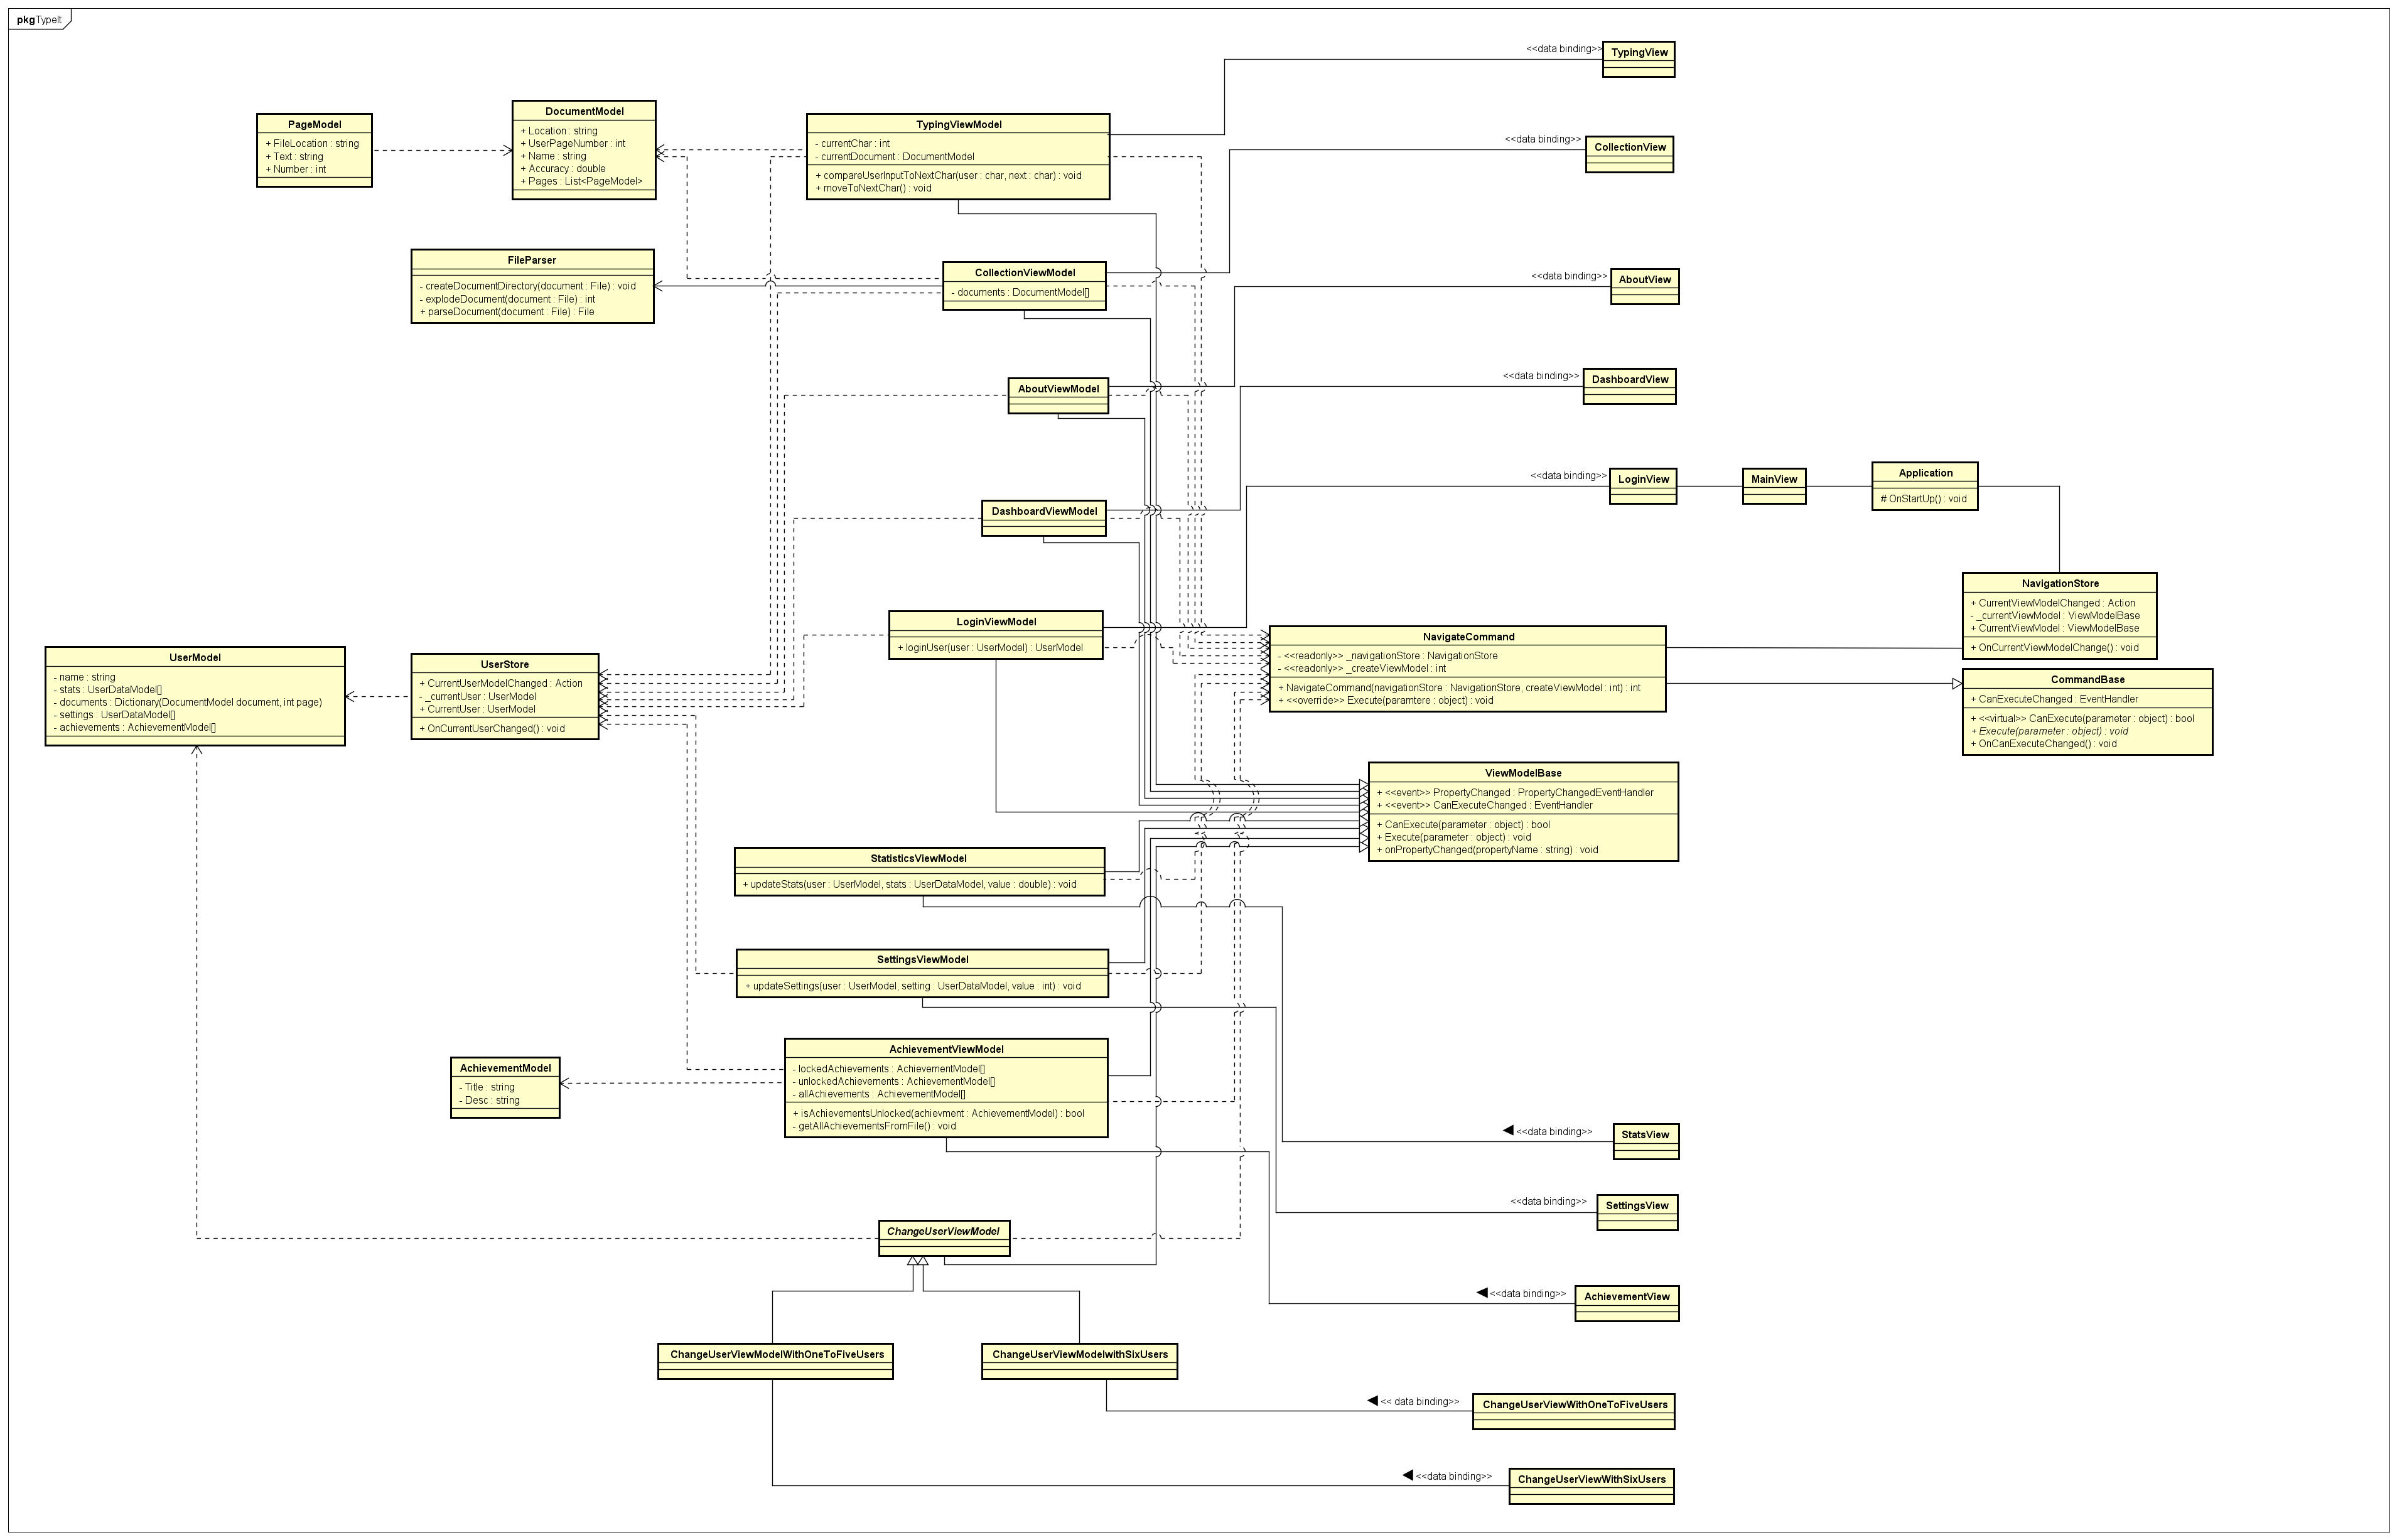 pkg TypeIt
<<data binding>>
TypingView
PageModel
+ FileLocation : string
+ Text : string
+ Number : int
DocumentModel
+ Location : string
+ UserPageNumber : int
+ Name : string
+ Accuracy : double
+ Pages : List<PageModel>
TypingViewModel
- currentChar : int
- currentDocument : DocumentModel
+ compareUserInputToNextChar(user : char, next : char) : void
+ moveToNextChar() : void
<<data binding>>
CollectionView
FileParser
- createDocumentDirectory(document : File) : void
- explodeDocument(document : File) : int
+ parseDocument(document : File) : File
CollectionViewModel
- documents : DocumentModel[]
<<data binding>>
AboutView
AboutViewModel
<<data binding>>
DashboardView
DashboardViewModel
<<data binding>>
LoginView
MainView
Application
# OnStartUp() : void
LoginViewModel
+ loginUser(user : UserModel) : UserModel
NavigationStore
+ CurrentViewModelChanged : Action
- _currentViewModel : ViewModelBase
+ CurrentViewModel : ViewModelBase
+ OnCurrentViewModelChange() : void
UserModel
- name : string
- stats : UserDataModel[]
- documents : Dictionary(DocumentModel document, int page)
- settings : UserDataModel[]
- achievements : AchievementModel[]
UserStore
+ CurrentUserModelChanged : Action
- _currentUser : UserModel
+ CurrentUser : UserModel
+ OnCurrentUserChanged() : void
NavigateCommand
- <<readonly>> _navigationStore : NavigationStore
- <<readonly>> _createViewModel : int
+ NavigateCommand(navigationStore : NavigationStore, createViewModel : int) : int
+ <<override>> Execute(paramtere : object) : void
CommandBase
+ CanExecuteChanged : EventHandler
+ <<virtual>> CanExecute(parameter : object) : bool
+ Execute(parameter : object) : void
+ OnCanExecuteChanged() : void
ViewModelBase
+ <<event>> PropertyChanged : PropertyChangedEventHandler
+ <<event>> CanExecuteChanged : EventHandler
+ CanExecute(parameter : object) : bool
+ Execute(parameter : object) : void
+ onPropertyChanged(propertyName : string) : void
StatisticsViewModel
+ updateStats(user : UserModel, stats : UserDataModel, value : double) : void
SettingsViewModel
+ updateSettings(user : UserModel, setting : UserDataModel, value : int) : void
AchievementModel
- Title : string
- Desc : string
AchievementViewModel
- lockedAchievements : AchievementModel[]
- unlockedAchievements : AchievementModel[]
- allAchievements : AchievementModel[]
+ isAchievementsUnlocked(achievment : AchievementModel) : bool
- getAllAchievementsFromFile() : void
<<data binding>>
StatsView
<<data binding>>
SettingsView
ChangeUserViewModel
<<data binding>>
AchievementView
ChangeUserViewModelWithOneToFiveUsers
ChangeUserViewModelwithSixUsers
<< data binding>>
ChangeUserViewWithOneToFiveUsers
<<data binding>>
ChangeUserViewWithSixUsers